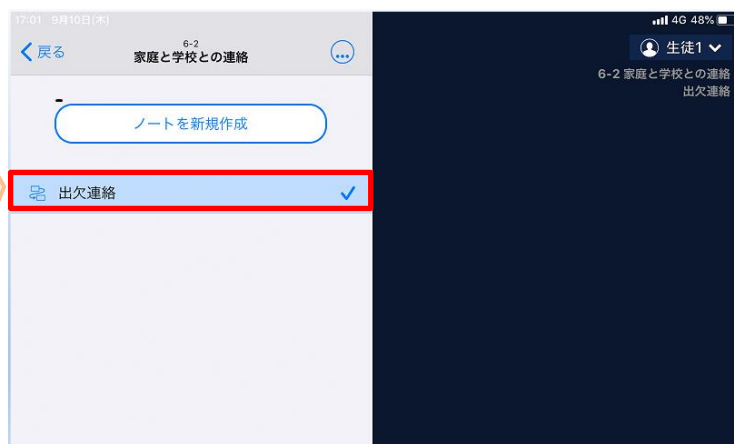 17:01 9月10日(木)
4G 48%
戻る
6-2
家庭と学校との連絡
生徒1
6-2 家庭と学校との連絡
出欠連絡
ノートを新規作成
出欠連絡